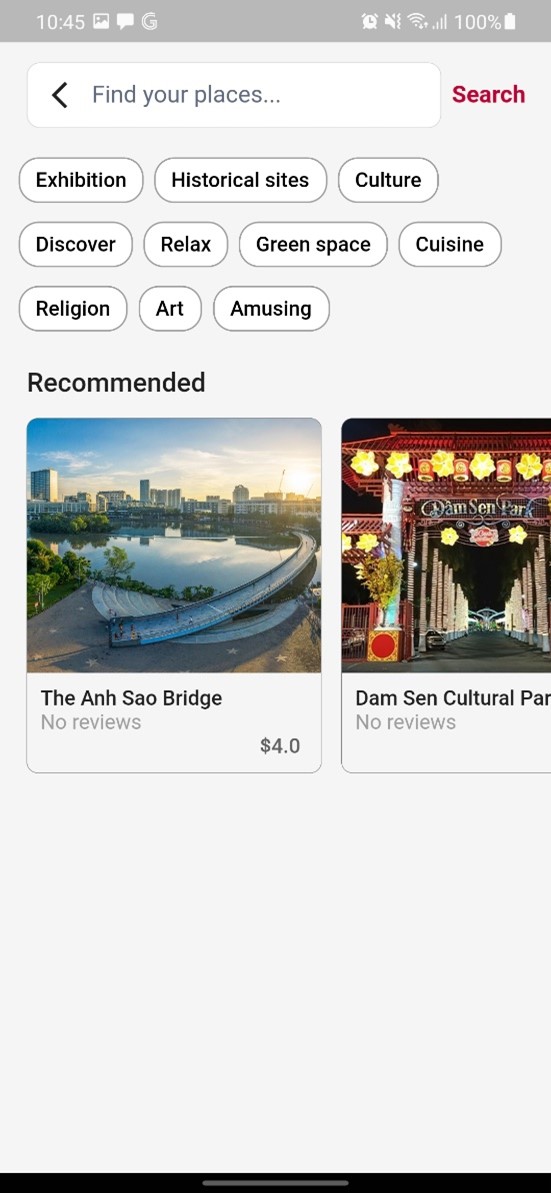 10:45 100%
Find your places... Search
Exhibition Historical sites Culture
Discover Relax Green space Cuisine
Religion Art Amusing
Recommended
Dam Sen Park
The Anh Sao Bridge
No reviews
$4.0
Dam Sen Cultural Par
No reviews